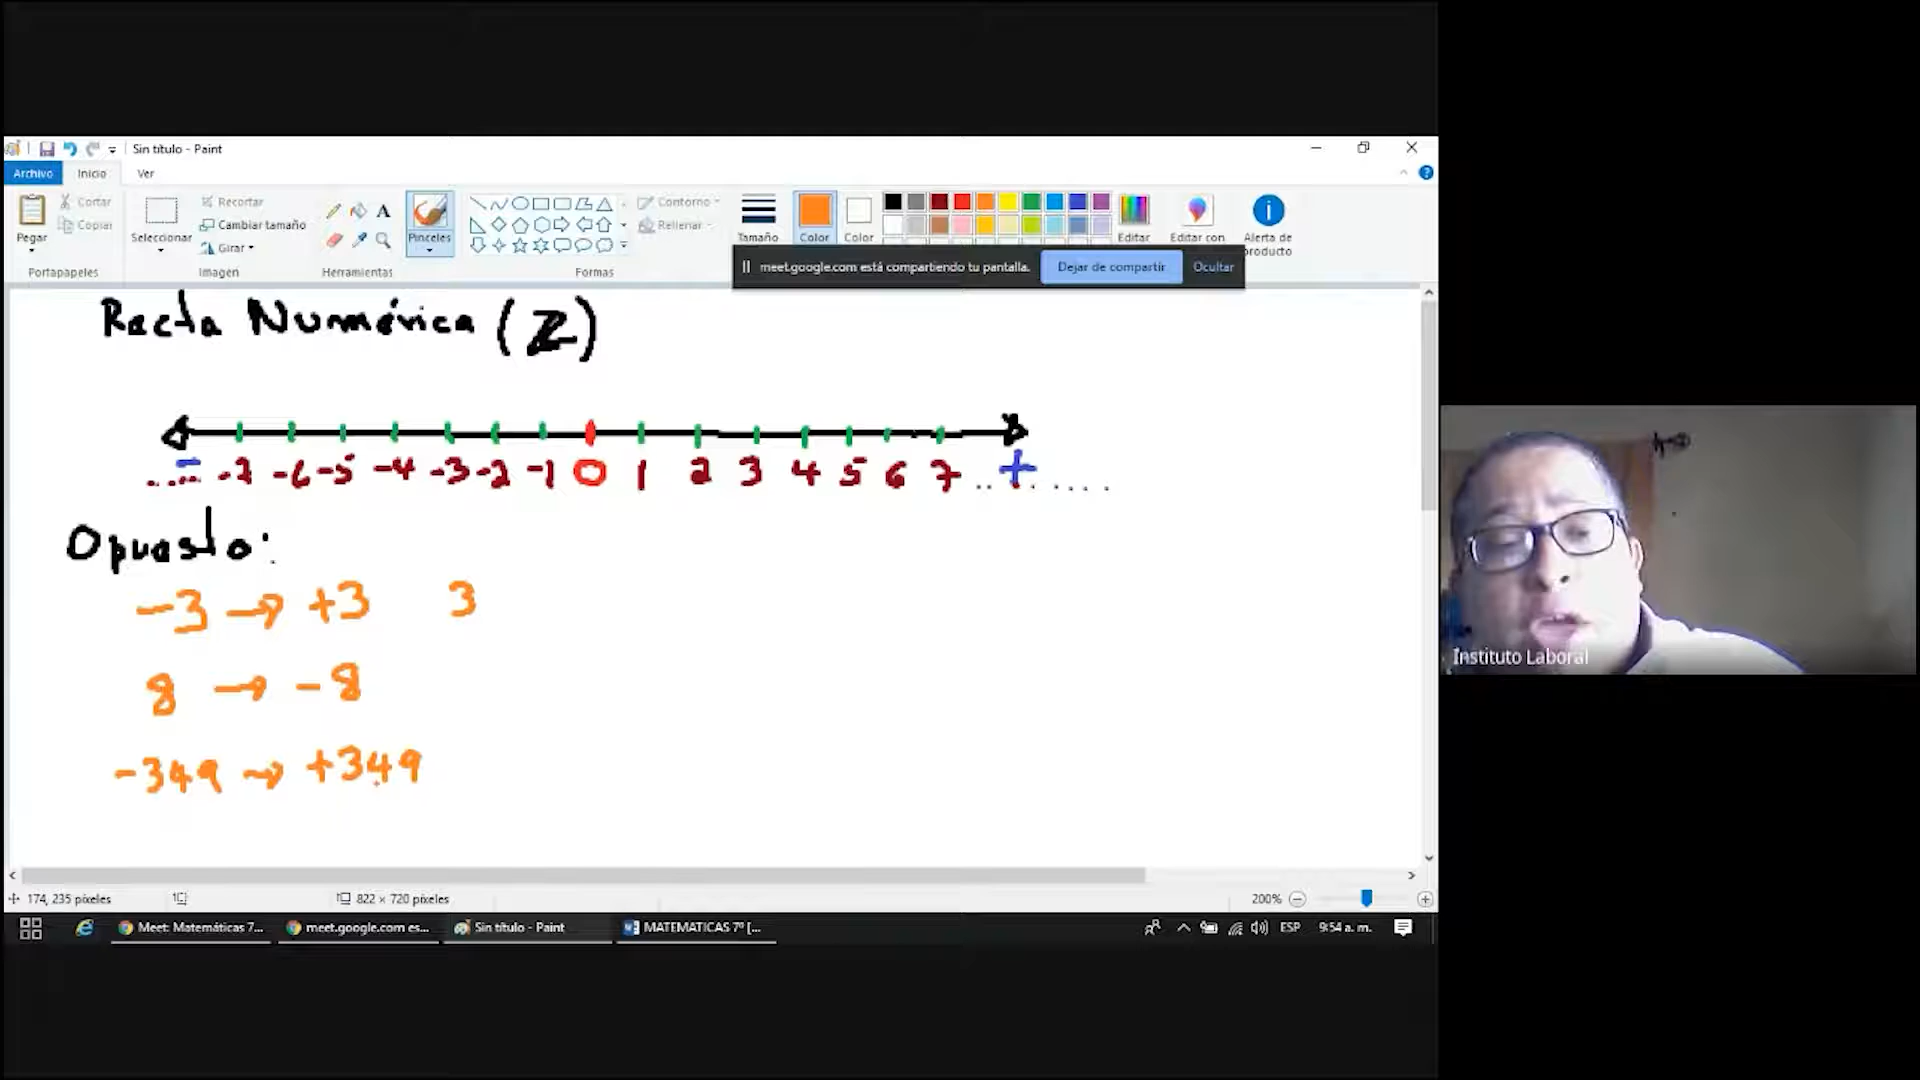 Sin título - Paint
Archivo Inicio Ver
Pegar Cortar Copiar Portapapeles
Seleccionar Recortar Cambiar tamaño Girar Imagen
Herramientas
Pinceles
Formas Contorno Rellenar
Tamaño Color Color Editar Editar con Alerta de producto
meet.google.com está compartiendo tu pantalla. Dejar de compartir Ocultar
Recta Numérica (ℤ)
...- -7 -6 -5 -4 -3 -2 -1 0 1 2 3 4 5 6 7 ..+.....
Opuesto:
-3 → +3 3
8 → -8
-349 → +349
Instituto Laboral
174, 235 píxeles 822 × 720 píxeles 200%
Meet: Matemáticas 7... meet.google.com es... Sin título - Paint MATEMATICAS 7º [... ESP 9:54 a. m.